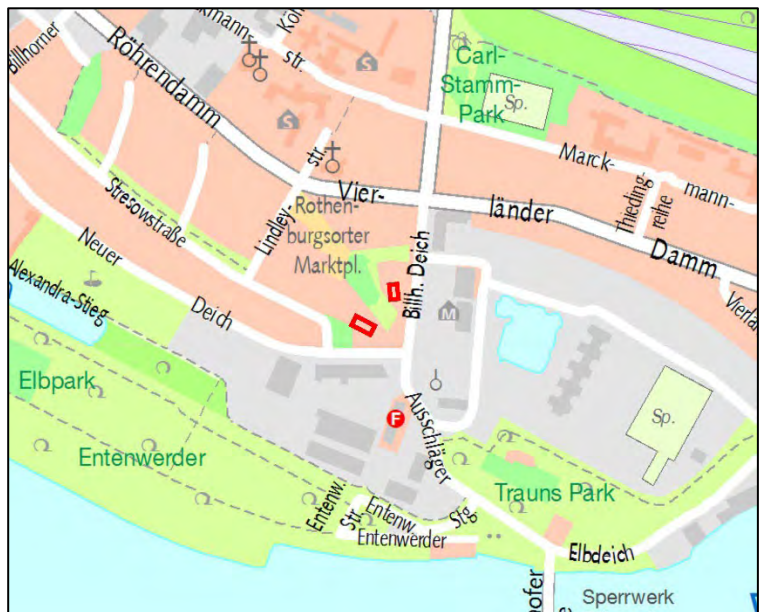 Billhorner
Röhrendamm
kmanns
str.
Köl
S
S
Carl-
Stamm-
Park
Sp.
Marck-
mann-
Thieding-
reihe
Vier-
länder
Damm
Vierla
str.
Lindley-
Rothen-
burgsorter
Marktpl.
Stresowstraße
Neuer
Deich
Alexandra-Stieg
Billh. Deich
M
Elbpark
Entenwerder
F
Ausschläger
Sp.
Trauns Park
Entenw.
Str.
Entenw.
Stg
Entenwerder
Elbdeich
hofer
Sperrwerk